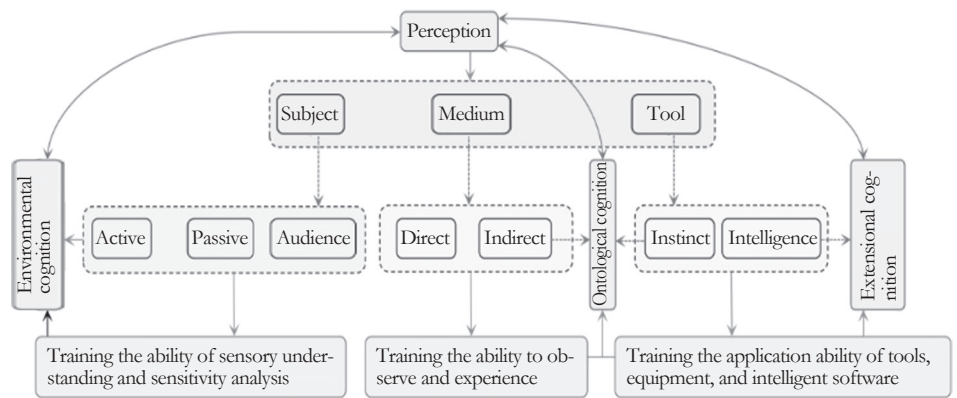 Perception
Subject
Medium
Tool
Environmental
cognition
Active
Passive
Audience
Direct
Indirect
Ontological cognition
Instinct
Intelligence
Extensional cog-
nition
Training the ability of sensory under-
standing and sensitivity analysis
Training the ability to ob-
serve and experience
Training the application ability of tools,
equipment, and intelligent software